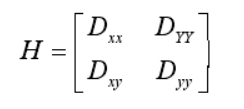 H = [ D_xx D_YY
D_xy D_yy ]